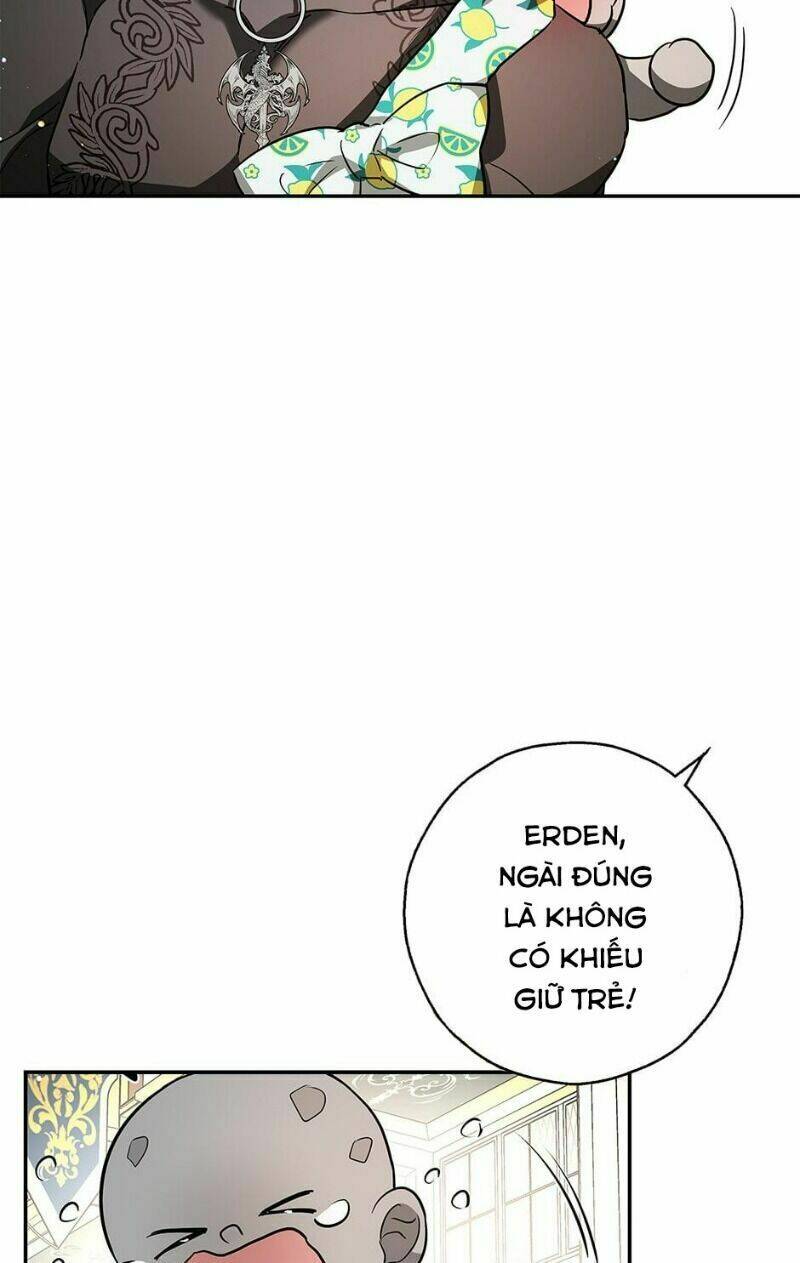 ERDEN,
NGÀI ĐÚNG
LÀ KHÔNG
CÓ KHIẾU
GIỮ TRẺ!